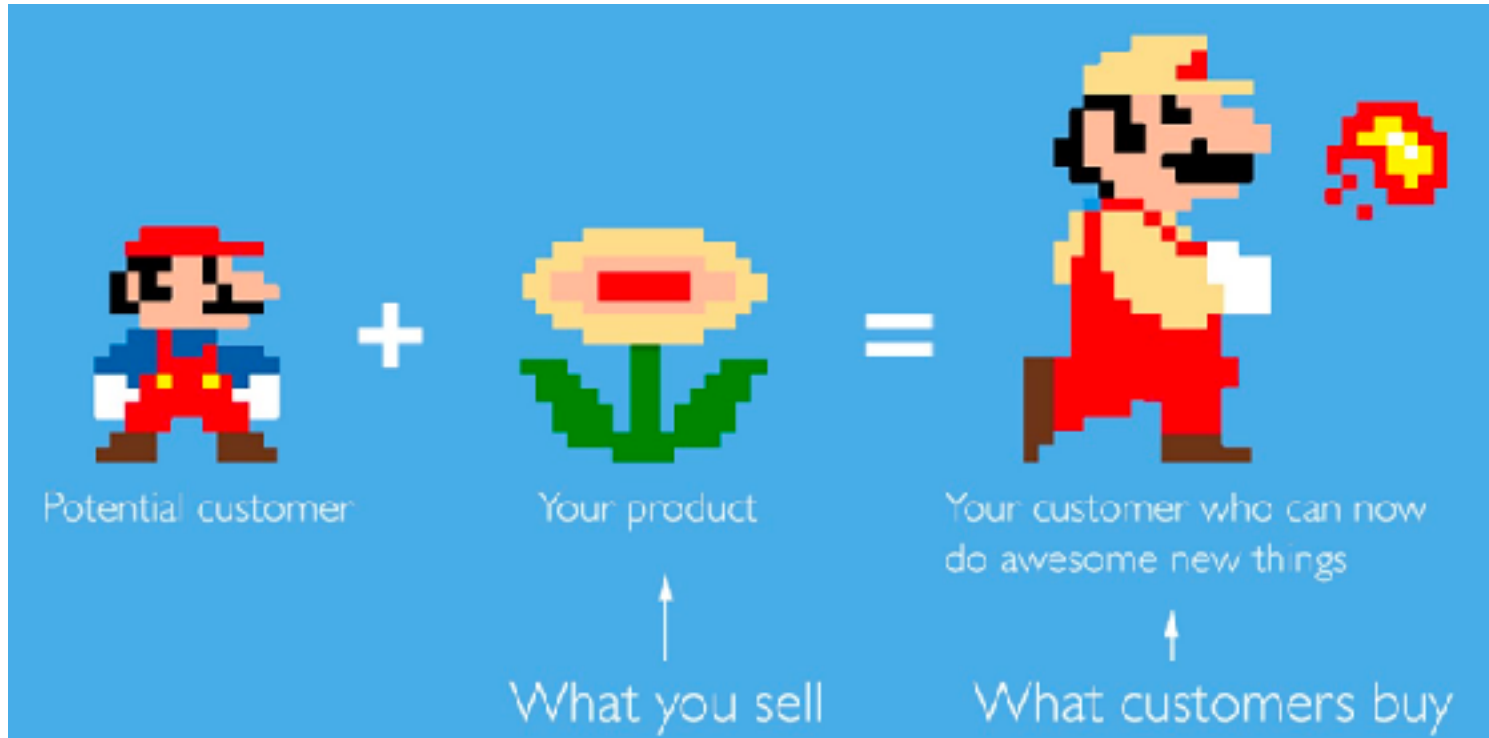 Potential customer
+
Your product
=
Your customer who can now
do awesome new things
What you sell
What customers buy